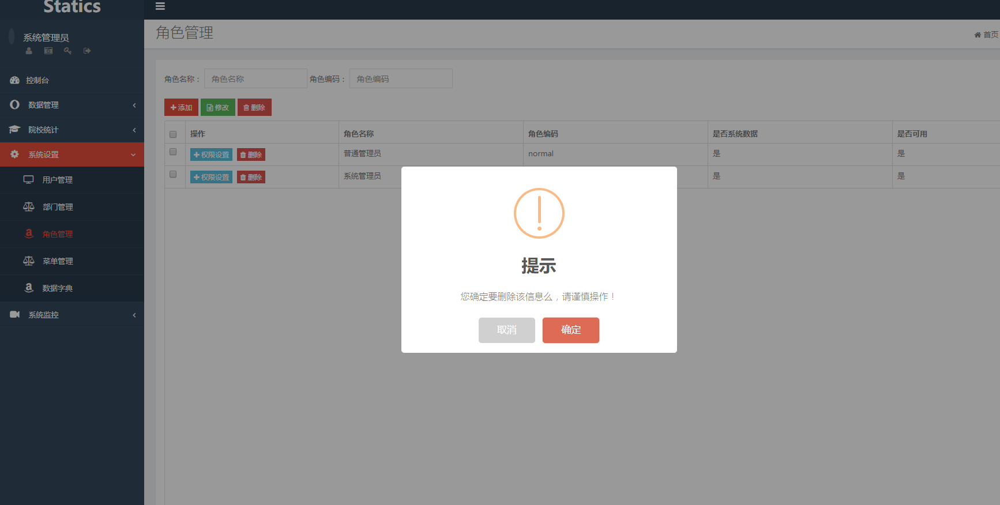 Statics
系统管理员
控制台
数据管理
院校统计
系统设置
用户管理
部门管理
角色管理
菜单管理
数据字典
系统监控
角色管理
首页
角色名称： 角色名称 角色编码： 角色编码
添加 修改 删除
操作 角色名称 角色编码 是否系统数据 是否可用
权限设置 删除 普通管理员 normal 是 是
权限设置 删除 系统管理员 是 是
提示
您确定要删除该信息么，请谨慎操作！
取消 确定